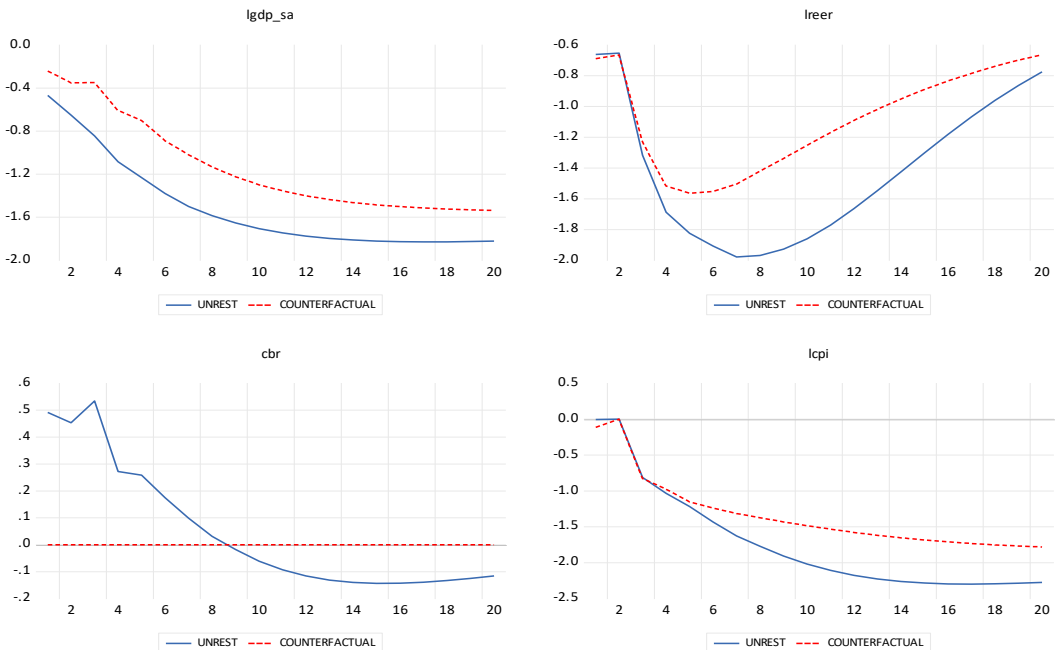 lgdp_sa
0.0
-0.4
-0.8
-1.2
-1.6
-2.0
2 4 6 8 10 12 14 16 18 20
UNREST COUNTERFACTUAL
lreer
-0.6
-0.8
-1.0
-1.2
-1.4
-1.6
-1.8
-2.0
2 4 6 8 10 12 14 16 18 20
UNREST COUNTERFACTUAL
cbr
.6
.5
.4
.3
.2
.1
.0
-.1
-.2
2 4 6 8 10 12 14 16 18 20
UNREST COUNTERFACTUAL
lcpi
0.5
0.0
-0.5
-1.0
-1.5
-2.0
-2.5
2 4 6 8 10 12 14 16 18 20
UNREST COUNTERFACTUAL